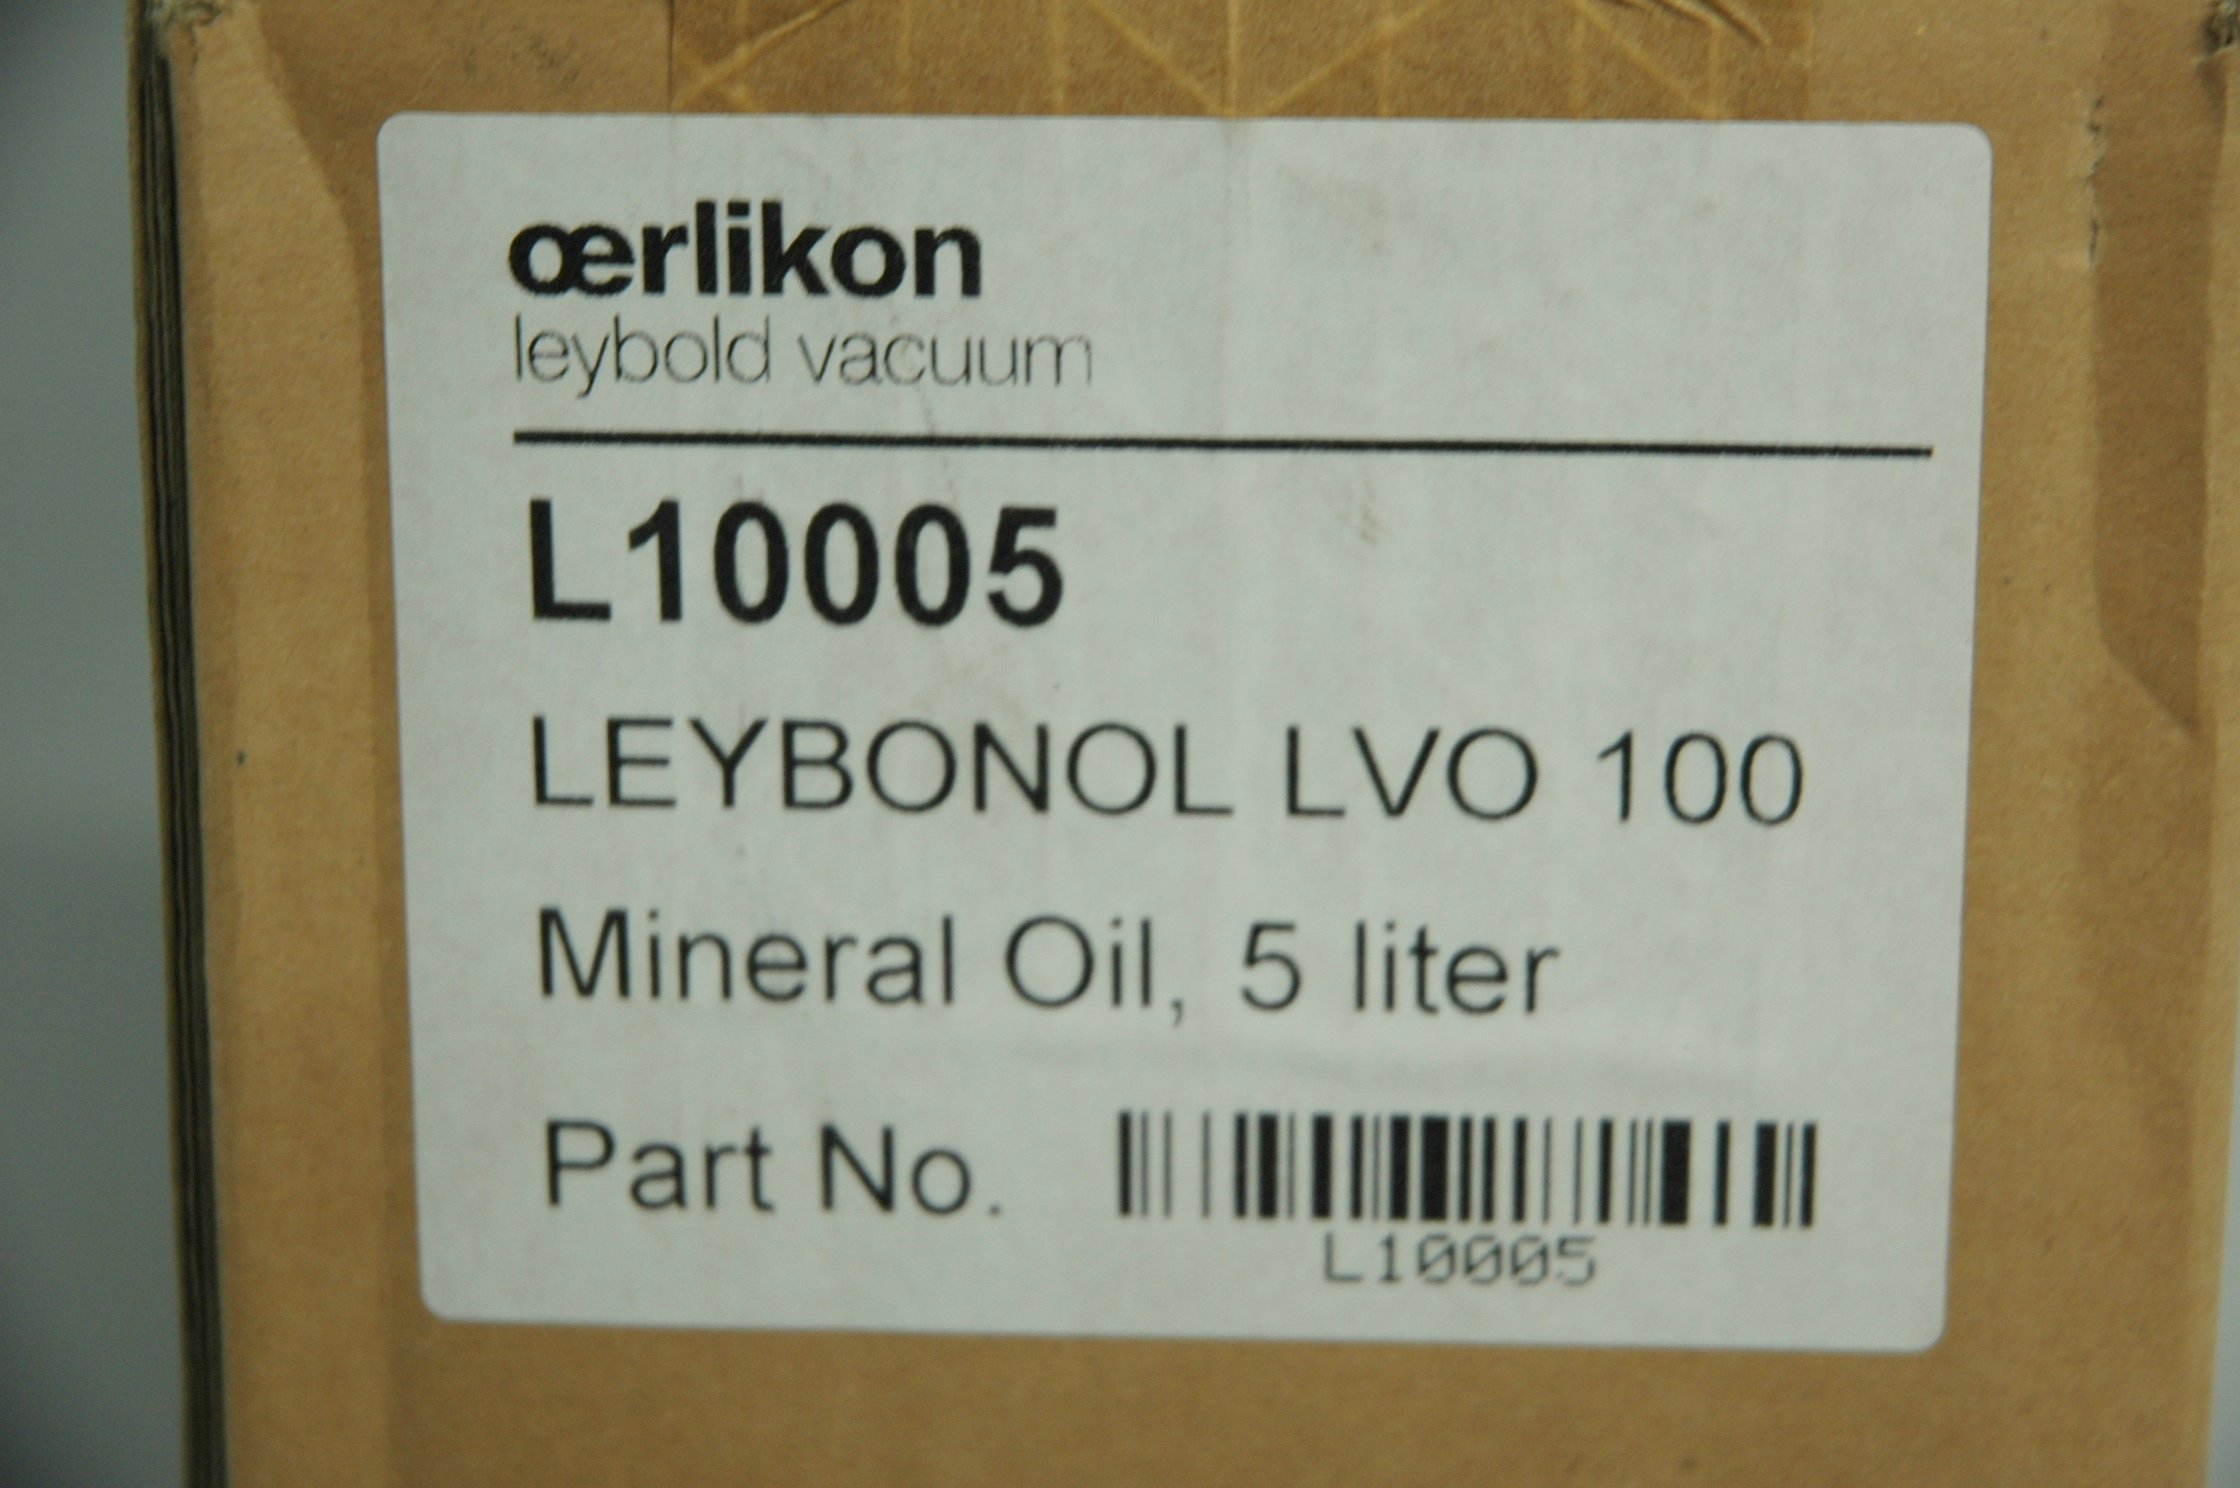 œrlikon
leybold vacuum
L10005
LEYBONOL LVO 100
Mineral Oil, 5 liter
Part No.
L10005